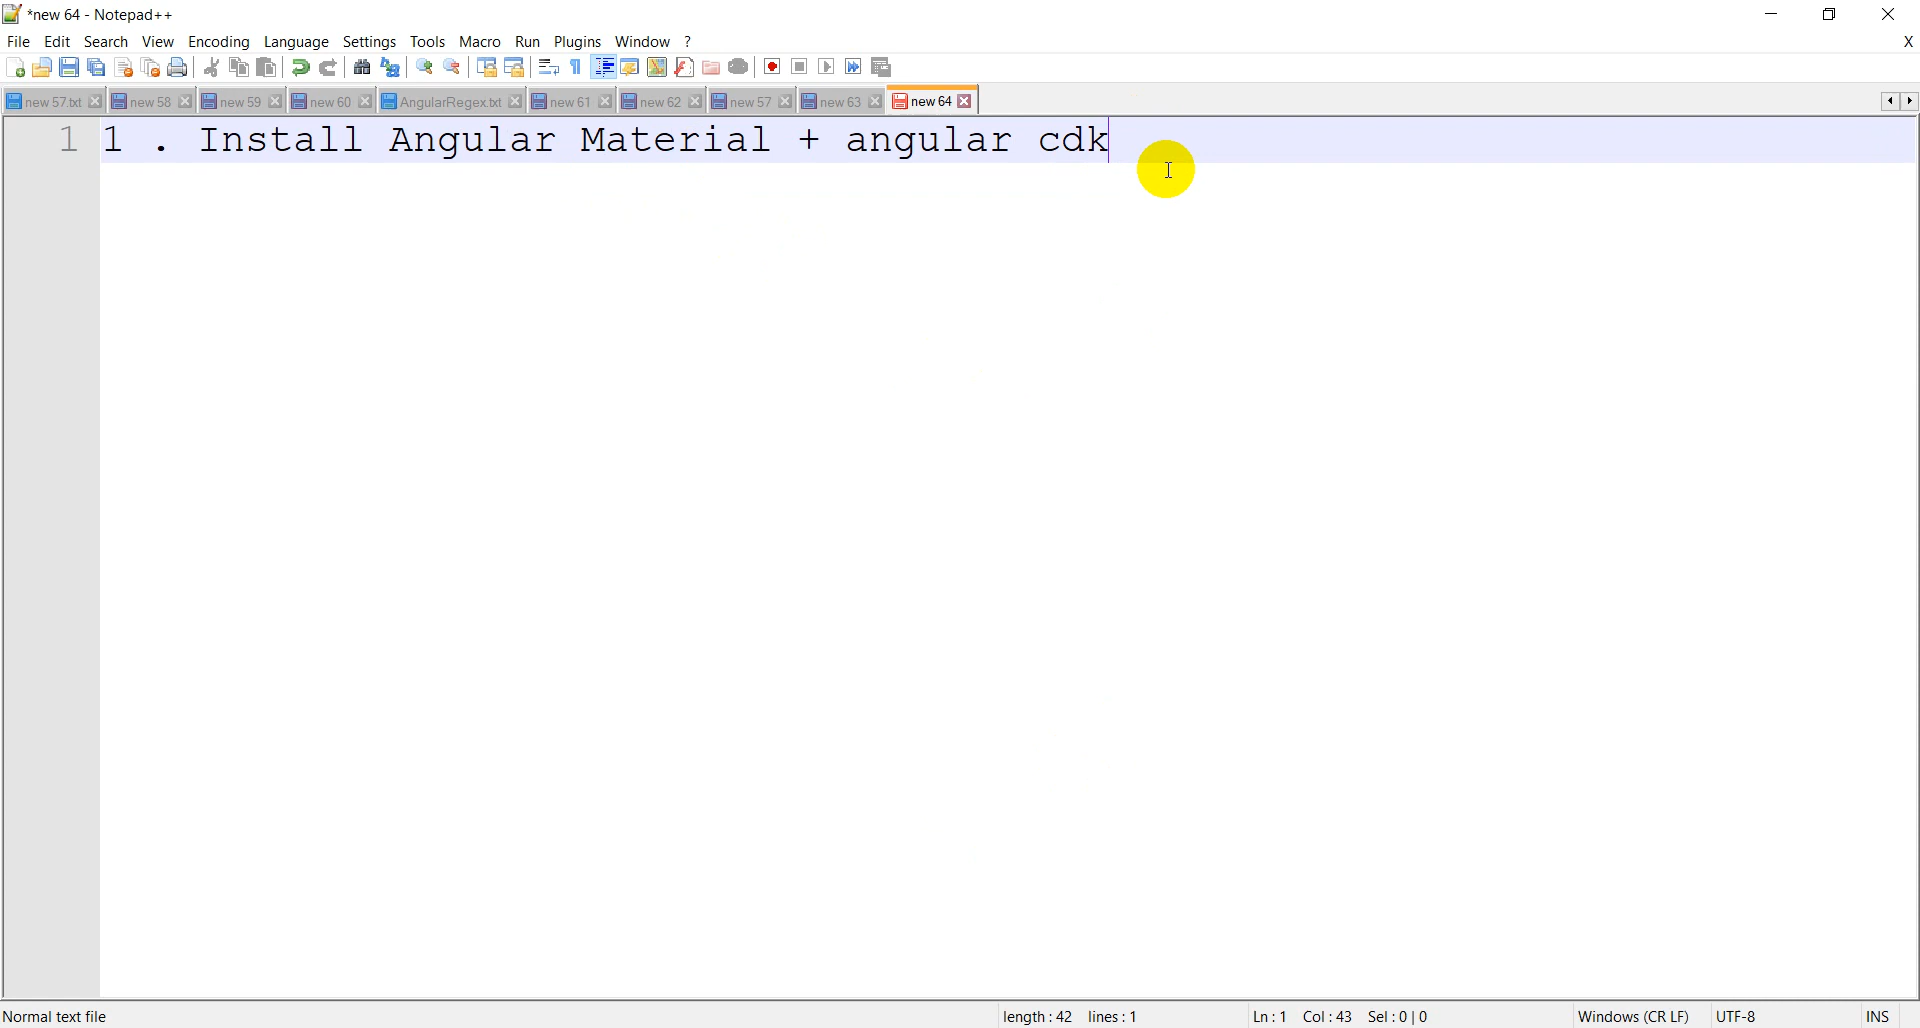 *new 64 - Notepad++
File Edit Search View Encoding Language Settings Tools Macro Run Plugins Window ? X
new 57.txt new 58 new 59 new 60 AngularRegex.txt new 61 new 62 new 57 new 63 new 64
1 1 . Install Angular Material + angular cdk
Normal text file length : 42 lines : 1 Ln : 1 Col : 43 Sel : 0 | 0 Windows (CR LF) UTF-8 INS